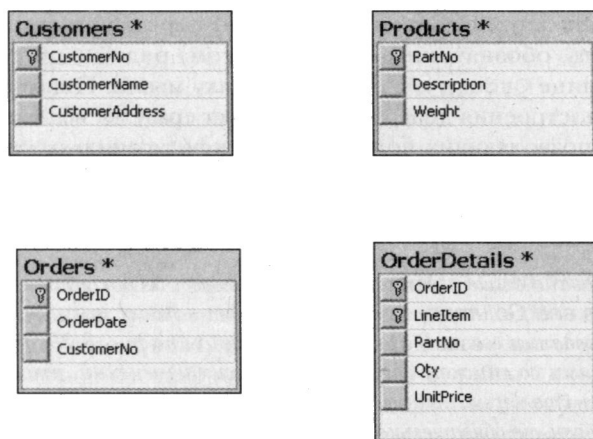 Customers *
CustomerNo
CustomerName
CustomerAddress
Products *
PartNo
Description
Weight
Orders *
OrderID
OrderDate
CustomerNo
OrderDetails *
OrderID
LineItem
PartNo
Qty
UnitPrice